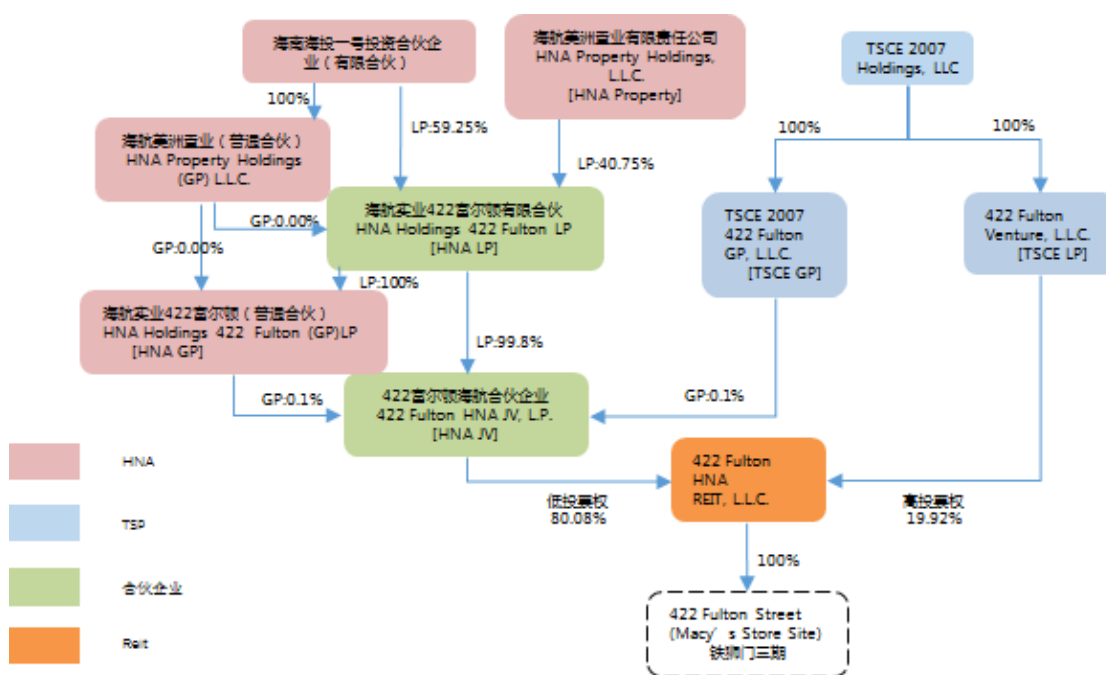 海南海投一号投资合伙企
业（有限合伙）
海航美洲置业有限责任公司
HNA Property Holdings,
L.L.C.
[HNA Property]
TSCE 2007
Holdings, LLC
100%
LP:59.25%
LP:40.75%
100%
100%
海航美洲置业（普通合伙）
HNA Property Holdings
(GP) L.L.C.
GP:0.00%
GP:0.00%
海航实业422富尔顿有限合伙
HNA Holdings 422 Fulton LP
[HNA LP]
TSCE 2007
422 Fulton
GP, L.L.C.
[TSCE GP]
422 Fulton
Venture, L.L.C.
[TSCE LP]
LP:100%
海航实业422富尔顿（普通合伙）
HNA Holdings 422 Fulton (GP)LP
[HNA GP]
LP:99.8%
GP:0.1%
422富尔顿海航合伙企业
422 Fulton HNA JV, L.P.
[HNA JV]
GP:0.1%
低投票权
80.08%
422 Fulton
HNA
REIT, L.L.C.
高投票权
19.92%
100%
422 Fulton Street
(Macy's Store Site)
铁狮门三期
HNA
TSP
合伙企业
Reit